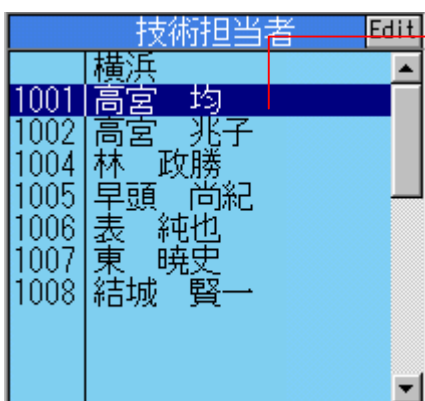 技術担当者 Edit
横浜
1001 高宮 均
1002 高宮 兆子
1004 林 政勝
1005 早頭 尚紀
1006 表 純也
1007 東 暁史
1008 結城 賢一